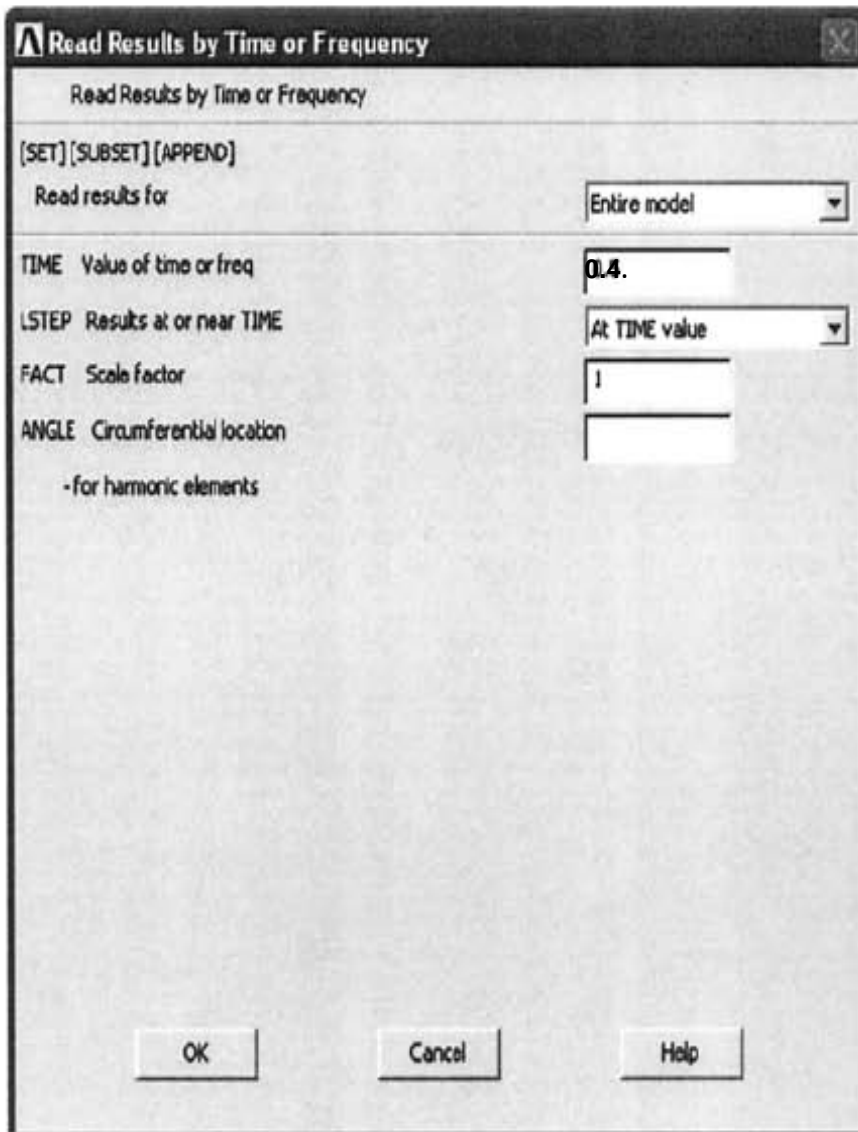 Read Results by Time or Frequency
Read Results by Time or Frequency
[SET] [SUBSET] [APPEND]
Read results for
Entire model
TIME Value of time or freq
0.4.
LSTEP Results at or near TIME
At TIME value
FACT Scale factor
1
ANGLE Circumferential location
-for harmonic elements
OK
Cancel
Help